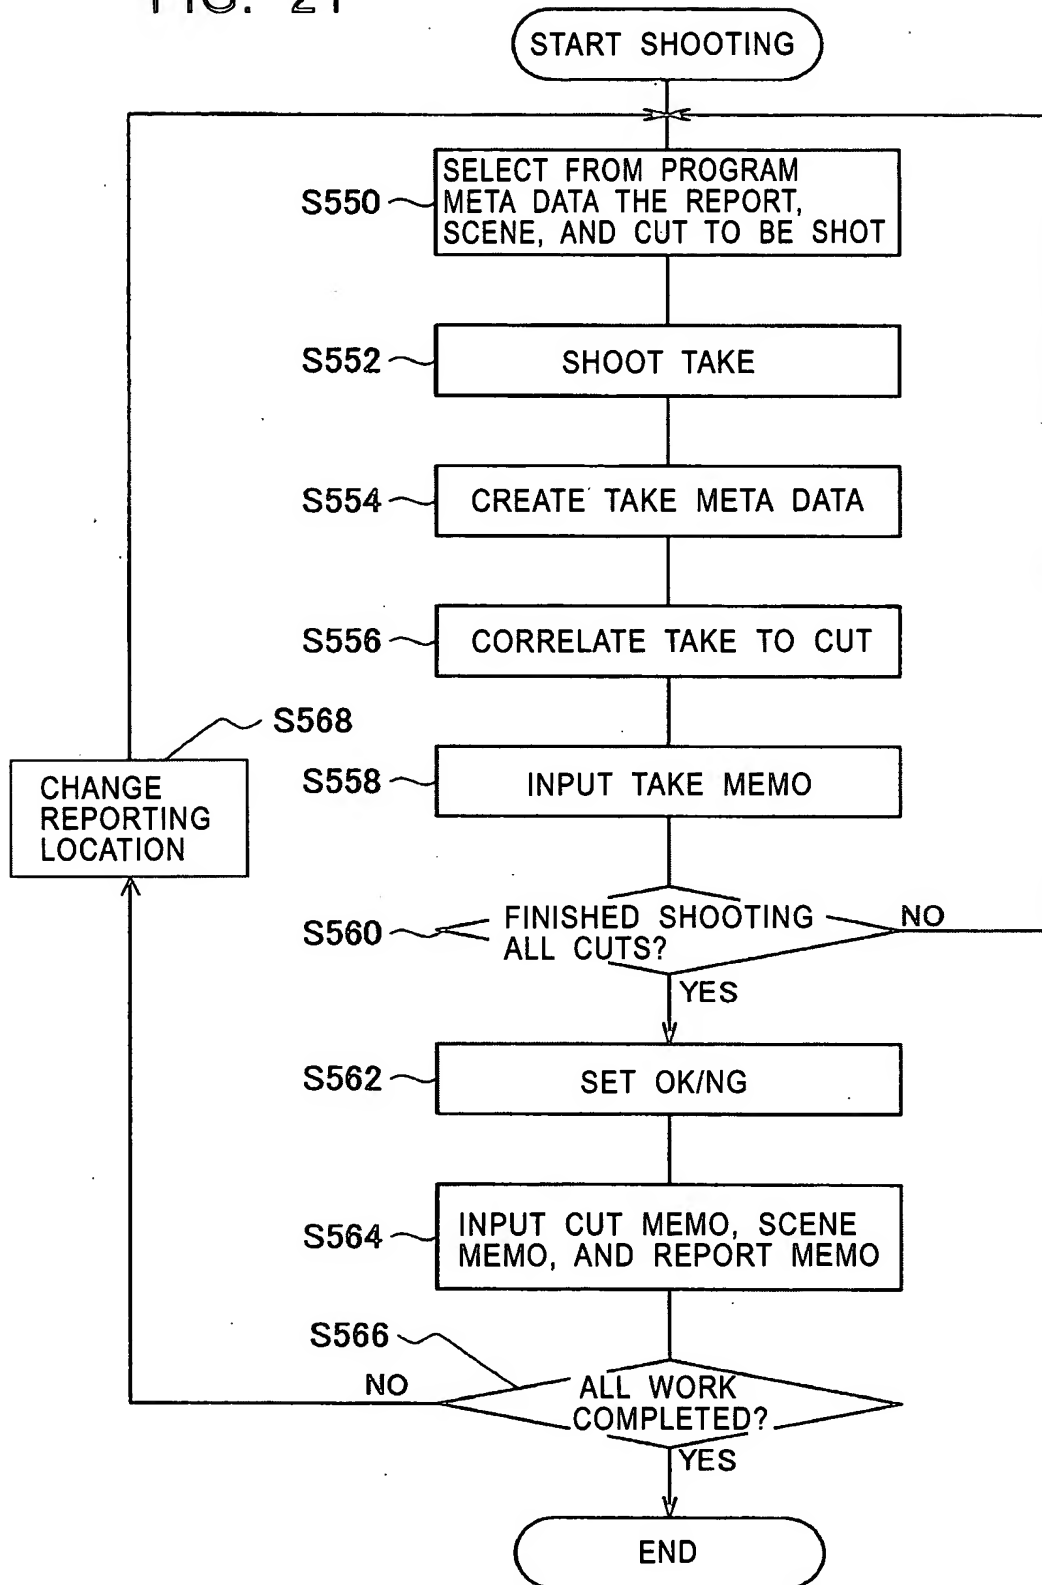 START SHOOTING
S550
SELECT FROM PROGRAM
META DATA THE REPORT,
SCENE, AND CUT TO BE SHOT
S552
SHOOT TAKE
S554
CREATE TAKE META DATA
S556
CORRELATE TAKE TO CUT
S568
CHANGE
REPORTING
LOCATION
S558
INPUT TAKE MEMO
S560
FINISHED SHOOTING
ALL CUTS?
NO
YES
S562
SET OK/NG
S564
INPUT CUT MEMO, SCENE
MEMO, AND REPORT MEMO
S566
NO
ALL WORK
COMPLETED?
YES
END